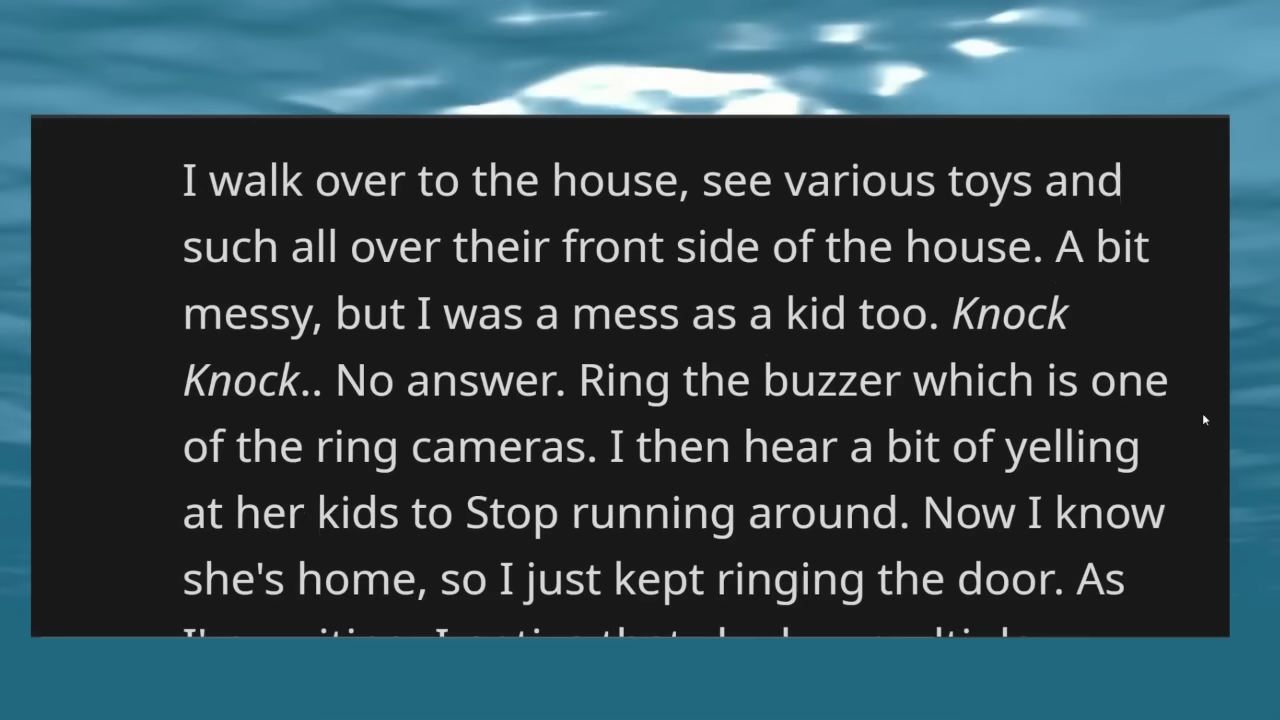 I walk over to the house, see various toys and
such all over their front side of the house. A bit
messy, but I was a mess as a kid too. Knock
Knock.. No answer. Ring the buzzer which is one
of the ring cameras. I then hear a bit of yelling
at her kids to Stop running around. Now I know
she's home, so I just kept ringing the door. As